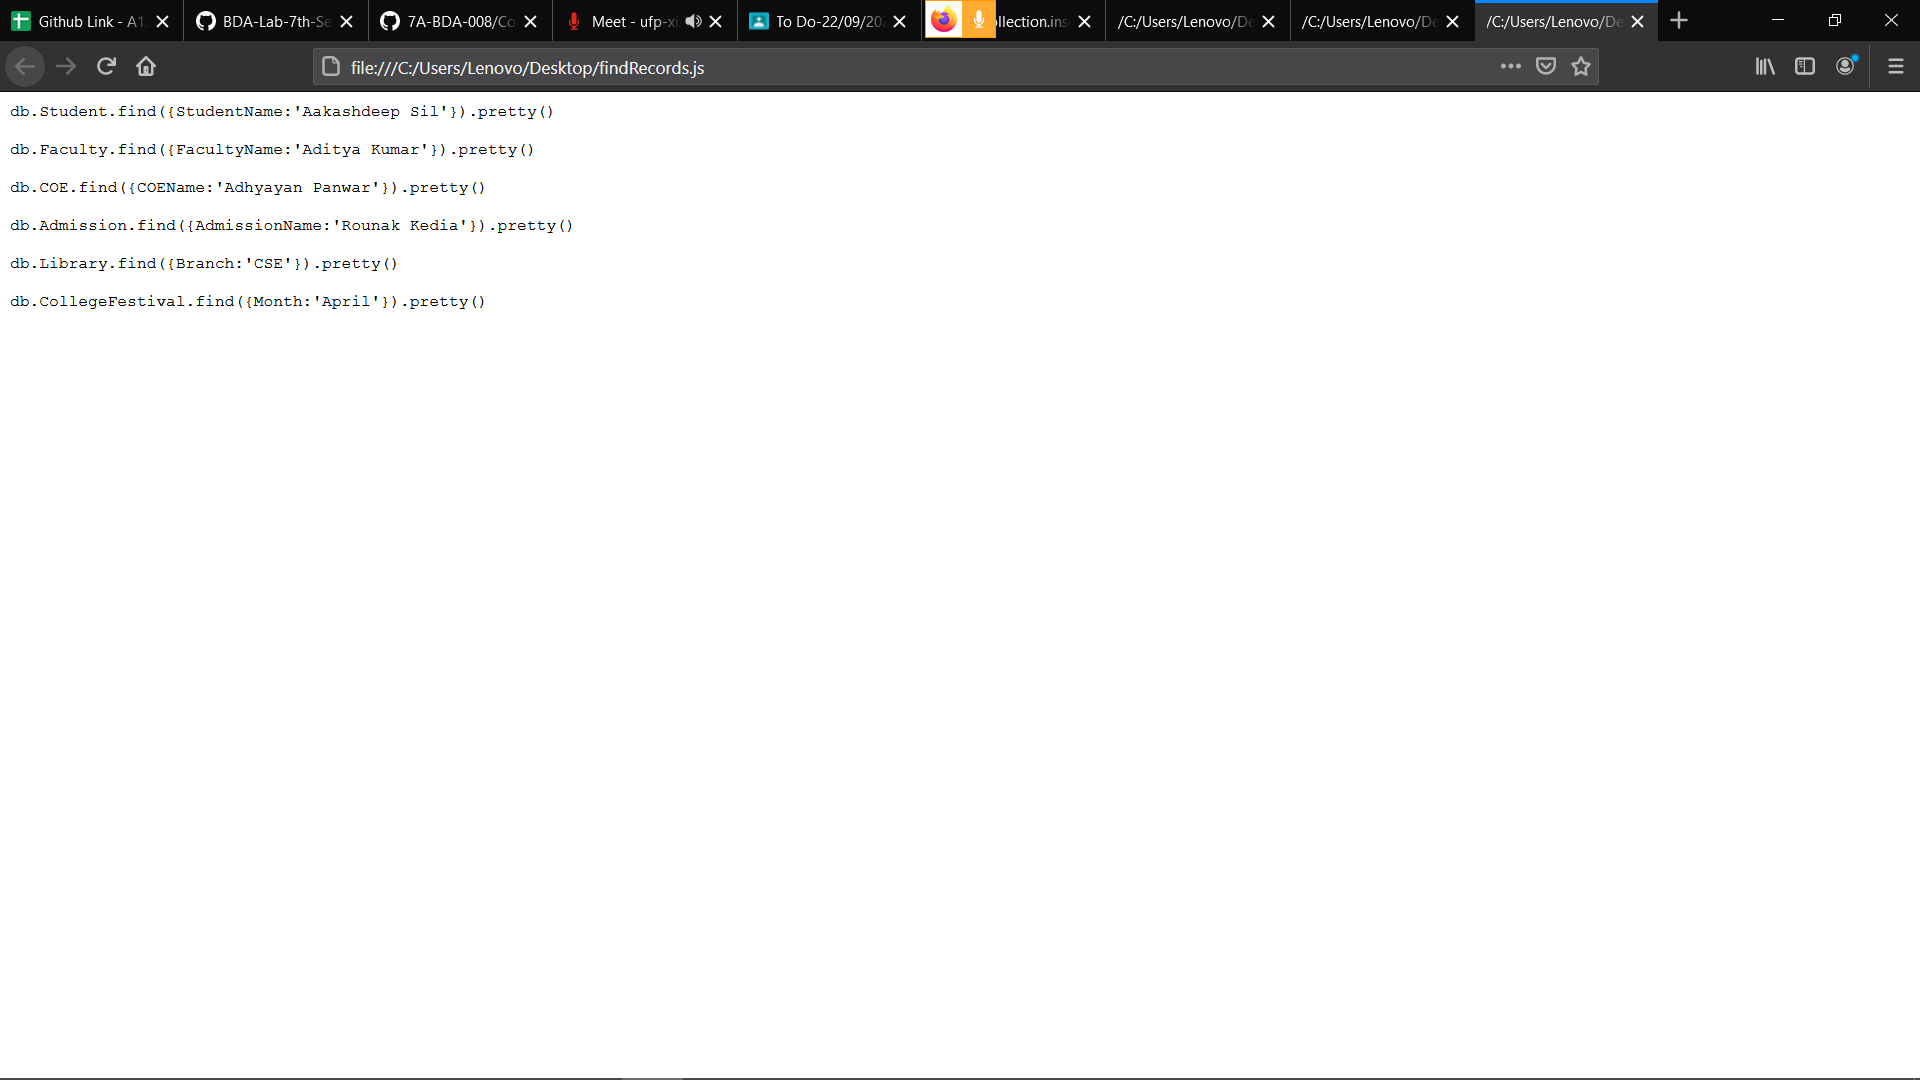 Github Link - A1
BDA-Lab-7th-Se
7A-BDA-008/Co
Meet - ufp-xi
To Do-22/09/20
ollection.ins
/C:/Users/Lenovo/De
/C:/Users/Lenovo/De
/C:/Users/Lenovo/De
file:///C:/Users/Lenovo/Desktop/findRecords.js
db.Student.find({StudentName:'Aakashdeep Sil'}).pretty()
db.Faculty.find({FacultyName:'Aditya Kumar'}).pretty()
db.COE.find({COEName:'Adhyayan Panwar'}).pretty()
db.Admission.find({AdmissionName:'Rounak Kedia'}).pretty()
db.Library.find({Branch:'CSE'}).pretty()
db.CollegeFestival.find({Month:'April'}).pretty()